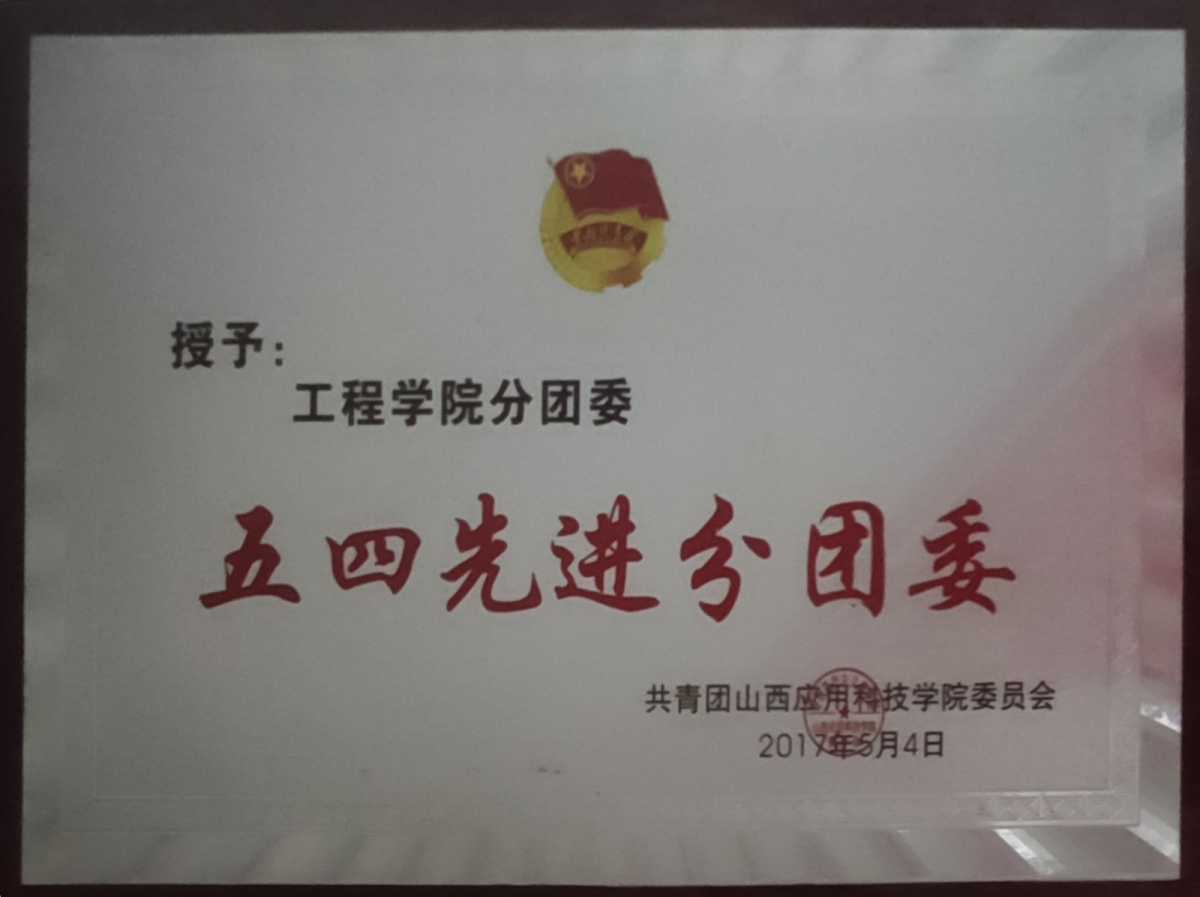 授予：
工程学院分团委
五四先进分团委
共青团山西应用科技学院委员会
2017年5月4日